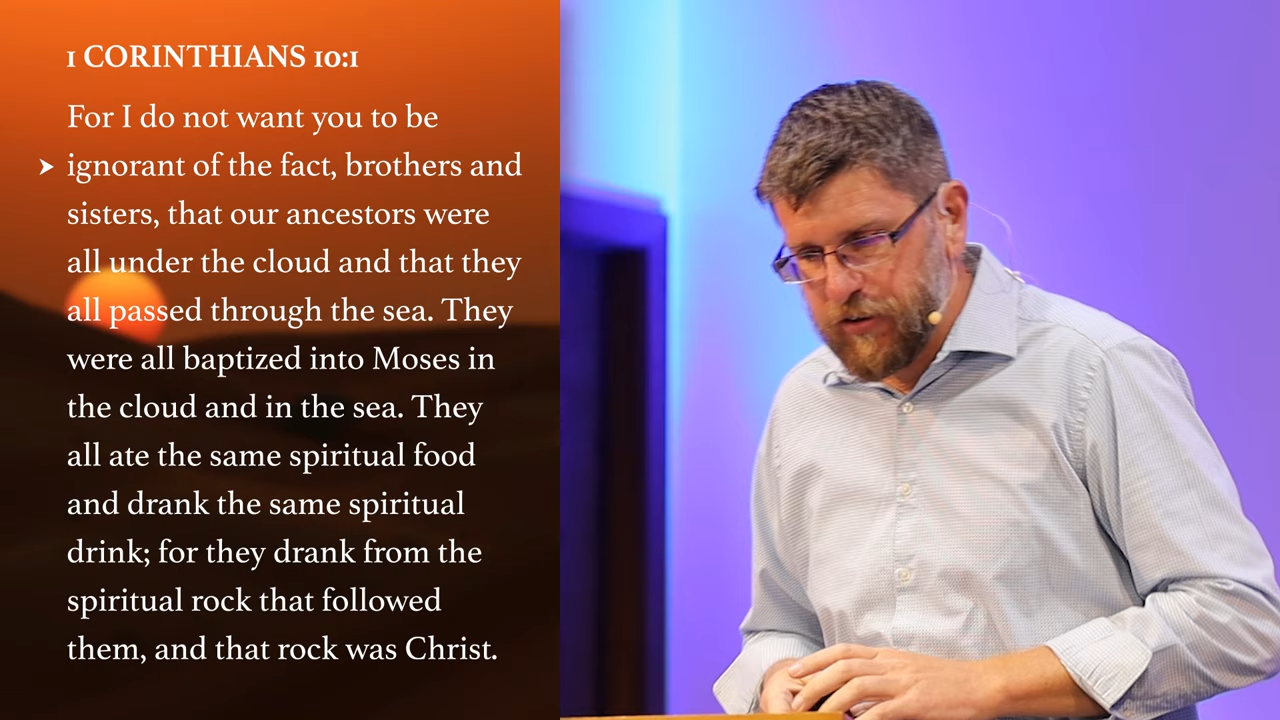 1 CORINTHIANS 10:1
For I do not want you to be
ignorant of the fact, brothers and
sisters, that our ancestors were
all under the cloud and that they
all passed through the sea. They
were all baptized into Moses in
the cloud and in the sea. They
all ate the same spiritual food
and drank the same spiritual
drink; for they drank from the
spiritual rock that followed
them, and that rock was Christ.